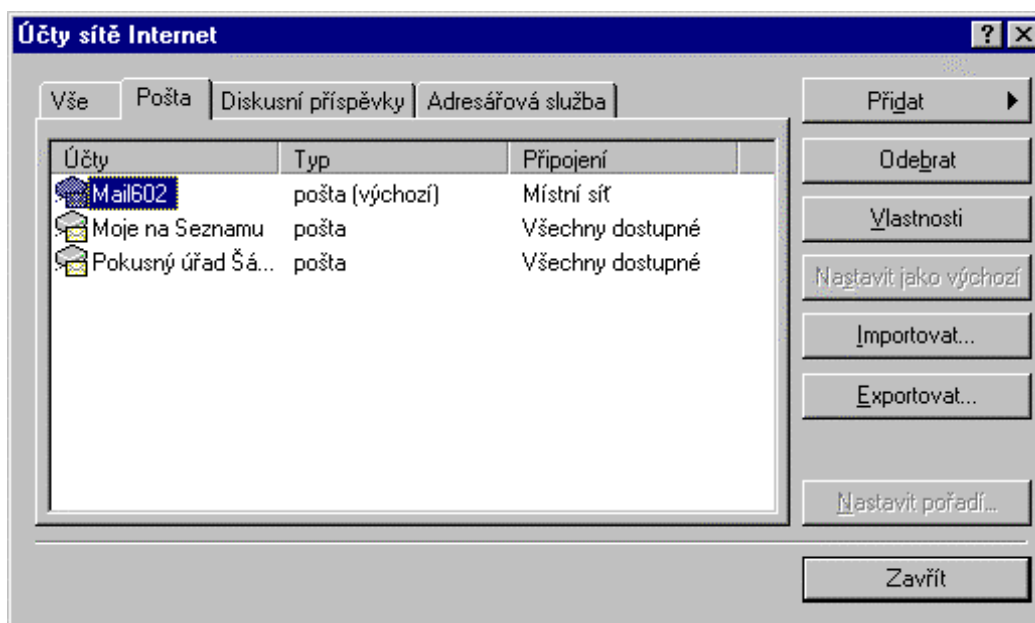 Účty sítě Internet
Vše Pošta Diskusní příspěvky Adresářová služba
Účty Typ Připojení
Mail602 pošta (výchozí) Místní síť
Moje na Seznamu pošta Všechny dostupné
Pokusný úřad Šá... pošta Všechny dostupné
Přidat
Odebrat
Vlastnosti
Nastavit jako výchozí
Importovat...
Exportovat...
Nastavit pořadí...
Zavřít